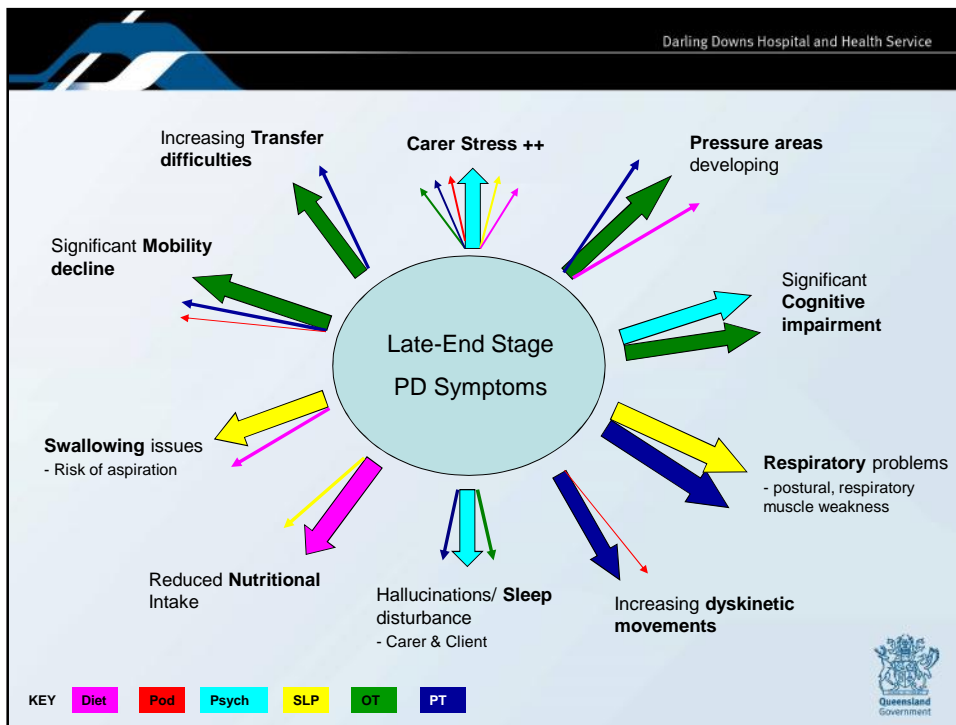 Darling Downs Hospital and Health Service
Increasing Transfer
difficulties
Carer Stress ++
Pressure areas
developing
Significant Mobility
decline
Significant
Cognitive
impairment
Late-End Stage
PD Symptoms
Swallowing issues
- Risk of aspiration
Respiratory problems
- postural, respiratory
muscle weakness
Reduced Nutritional
Intake
Hallucinations/ Sleep
disturbance
- Carer & Client
Increasing dyskinetic
movements
KEY Diet Pod Psych SLP OT PT
Queensland
Government